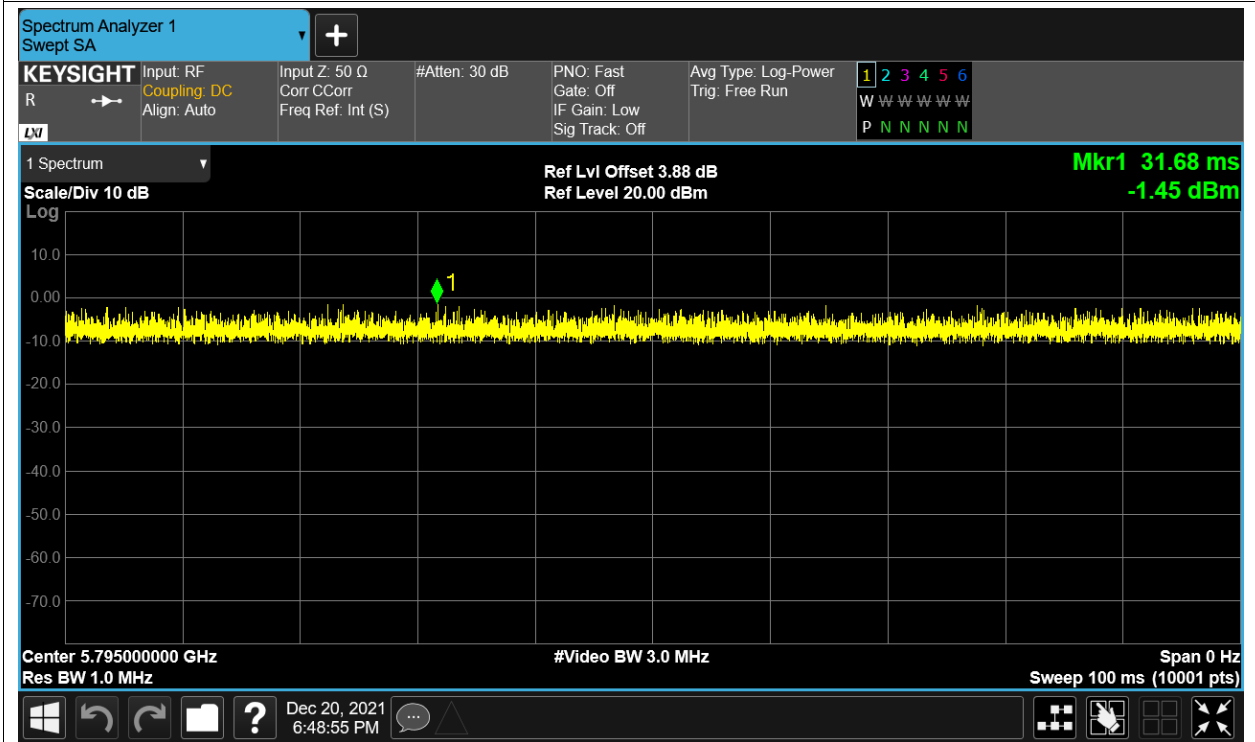 Spectrum Analyzer 1
Swept SA
+
KEYSIGHT Input: RF Input Z: 50 Ω #Atten: 30 dB PNO: Fast Avg Type: Log-Power 1 2 3 4 5 6
R Coupling: DC Corr CCorr Gate: Off Trig: Free Run W W W W W W
Align: Auto Freq Ref: Int (S) IF Gain: Low
LXI Sig Track: Off P N N N N N
1 Spectrum Ref Lvl Offset 3.88 dB Mkr1 31.68 ms
Scale/Div 10 dB Ref Level 20.00 dBm -1.45 dBm
Log
10.0
1
0.00
-10.0
-20.0
-30.0
-40.0
-50.0
-60.0
-70.0
Center 5.795000000 GHz #Video BW 3.0 MHz Span 0 Hz
Res BW 1.0 MHz Sweep 100 ms (10001 pts)
? Dec 20, 2021
6:48:55 PM